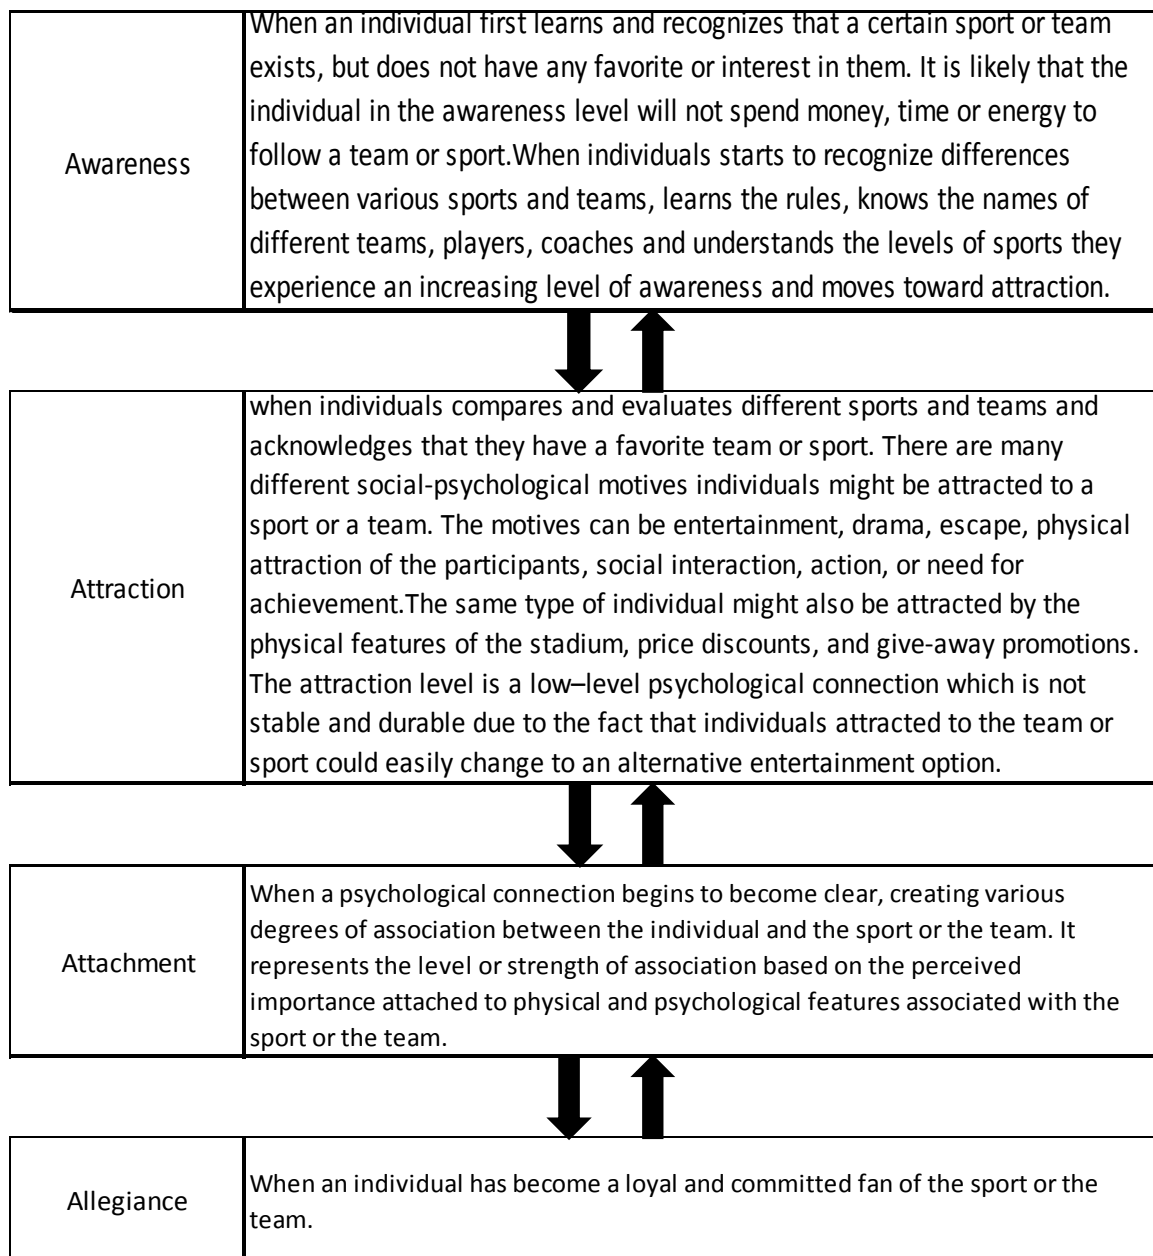 Awareness
When an individual first learns and recognizes that a certain sport or team
exists, but does not have any favorite or interest in them. It is likely that the
individual in the awareness level will not spend money, time or energy to
follow a team or sport.When individuals starts to recognize differences
between various sports and teams, learns the rules, knows the names of
different teams, players, coaches and understands the levels of sports they
experience an increasing level of awareness and moves toward attraction.
Attraction
when individuals compares and evaluates different sports and teams and
acknowledges that they have a favorite team or sport. There are many
different social-psychological motives individuals might be attracted to a
sport or a team. The motives can be entertainment, drama, escape, physical
attraction of the participants, social interaction, action, or need for
achievement.The same type of individual might also be attracted by the
physical features of the stadium, price discounts, and give-away promotions.
The attraction level is a low–level psychological connection which is not
stable and durable due to the fact that individuals attracted to the team or
sport could easily change to an alternative entertainment option.
Attachment
When a psychological connection begins to become clear, creating various
degrees of association between the individual and the sport or the team. It
represents the level or strength of association based on the perceived
importance attached to physical and psychological features associated with the
sport or the team.
Allegiance
When an individual has become a loyal and committed fan of the sport or the
team.